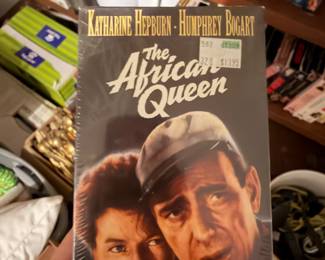 KATHARINE HEPBURN · HUMPHREY BOGART
The
African
Queen